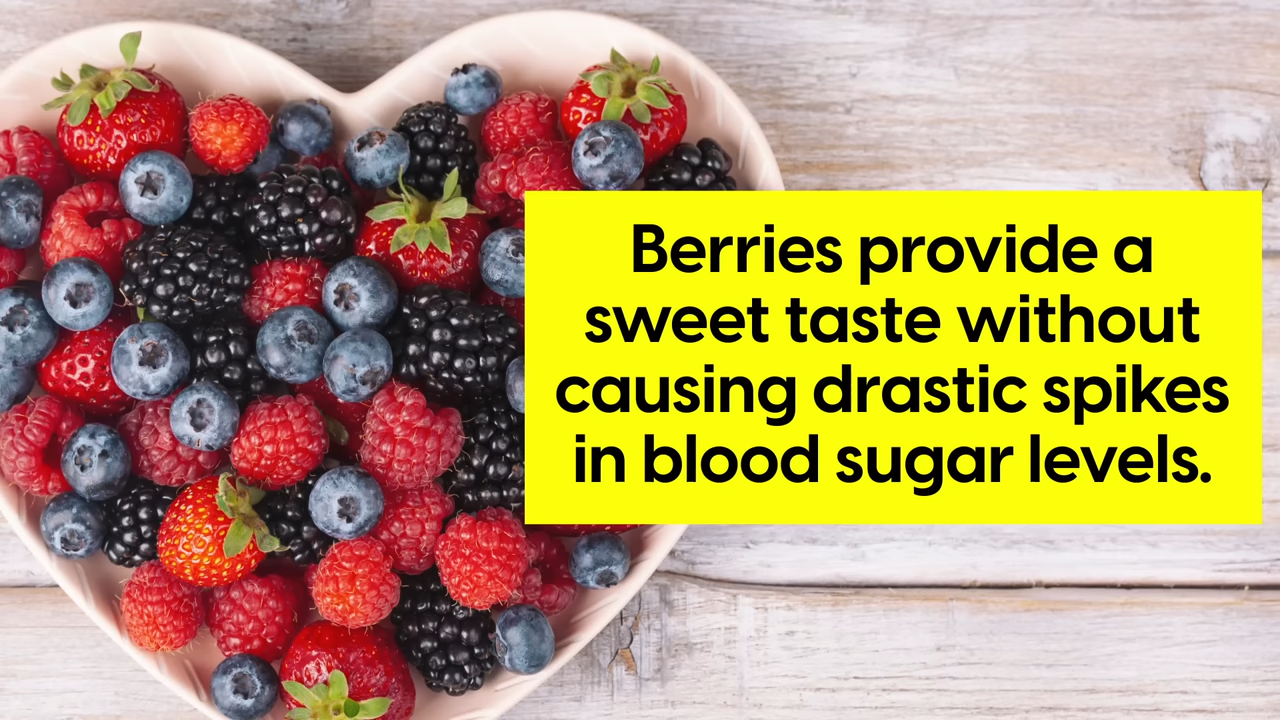 Berries provide a
sweet taste without
causing drastic spikes
in blood sugar levels.